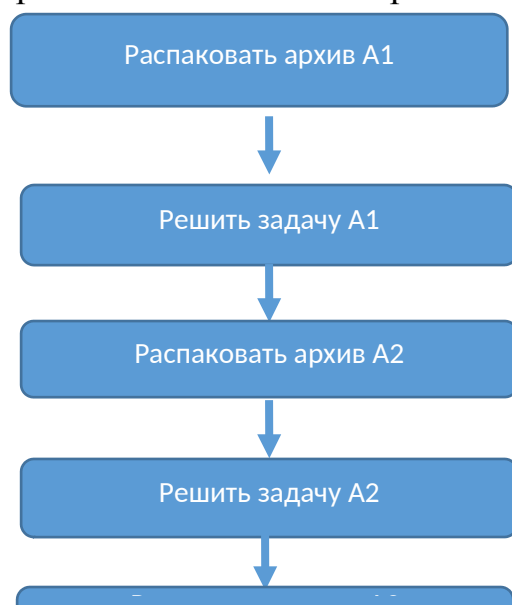 Распаковать архив А1
Решить задачу А1
Распаковать архив А2
Решить задачу А2